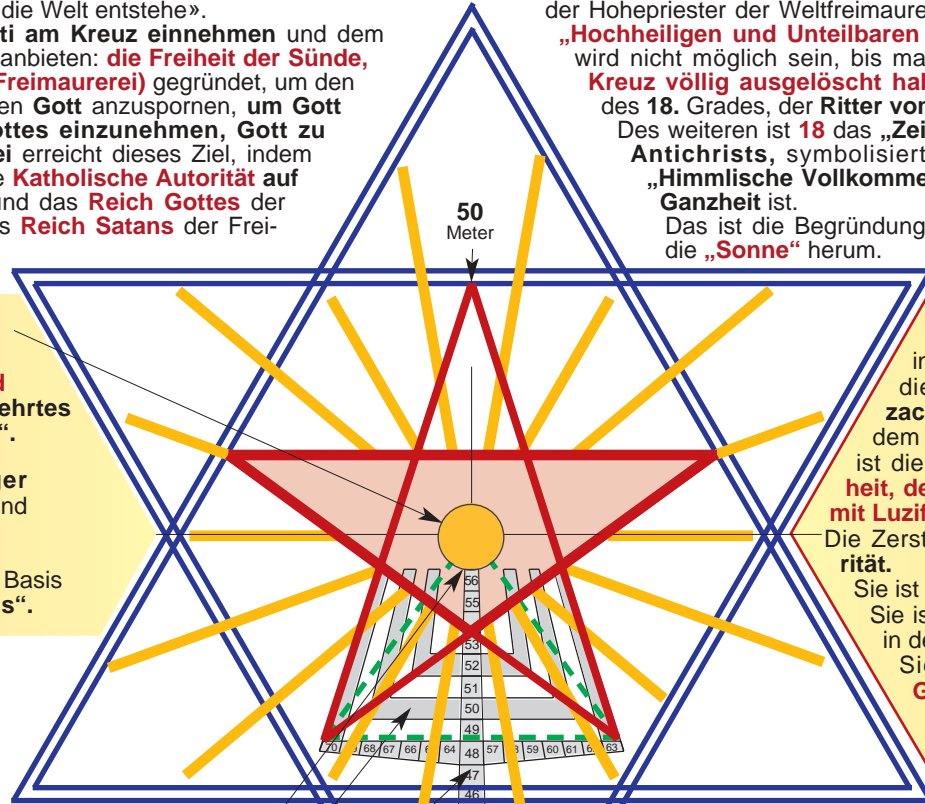 die Welt entstehe».
ti am Kreuz einnehmen und dem
anbieten: die Freiheit der Sünde,
Freimaurerei) gegründet, um den
en Gott anzuspornen, um Gott
ottes einzunehmen, Gott zu
ei erreicht dieses Ziel, indem
e Katholische Autorität auf
und das Reich Gottes der
s Reich Satans der Frei-
der Hohepriester der Weltfreimaure
„Hochheiligen und Unteilbaren
wird nicht möglich sein, bis ma
Kreuz völlig ausgelöscht hal
des 18. Grades, der Ritter vor
Des weiteren ist 18 das „Zei
Antichrists, symbolisiert
„Himmlische Vollkomme
Ganzheit ist.
Das ist die Begründung
die „Sonne“ herum.
50
Meter
d
ehrtes
“.
ger
nd
Basis
s“.
in
die
zac
dem
ist die
heit, de
mit Luzif
Die Zerst
rität.
Sie ist
Sie is
in de
Si
G
56
55
53
52
51
50
49
70 68 67 66 64 48 57 59 60 61 63
47
46